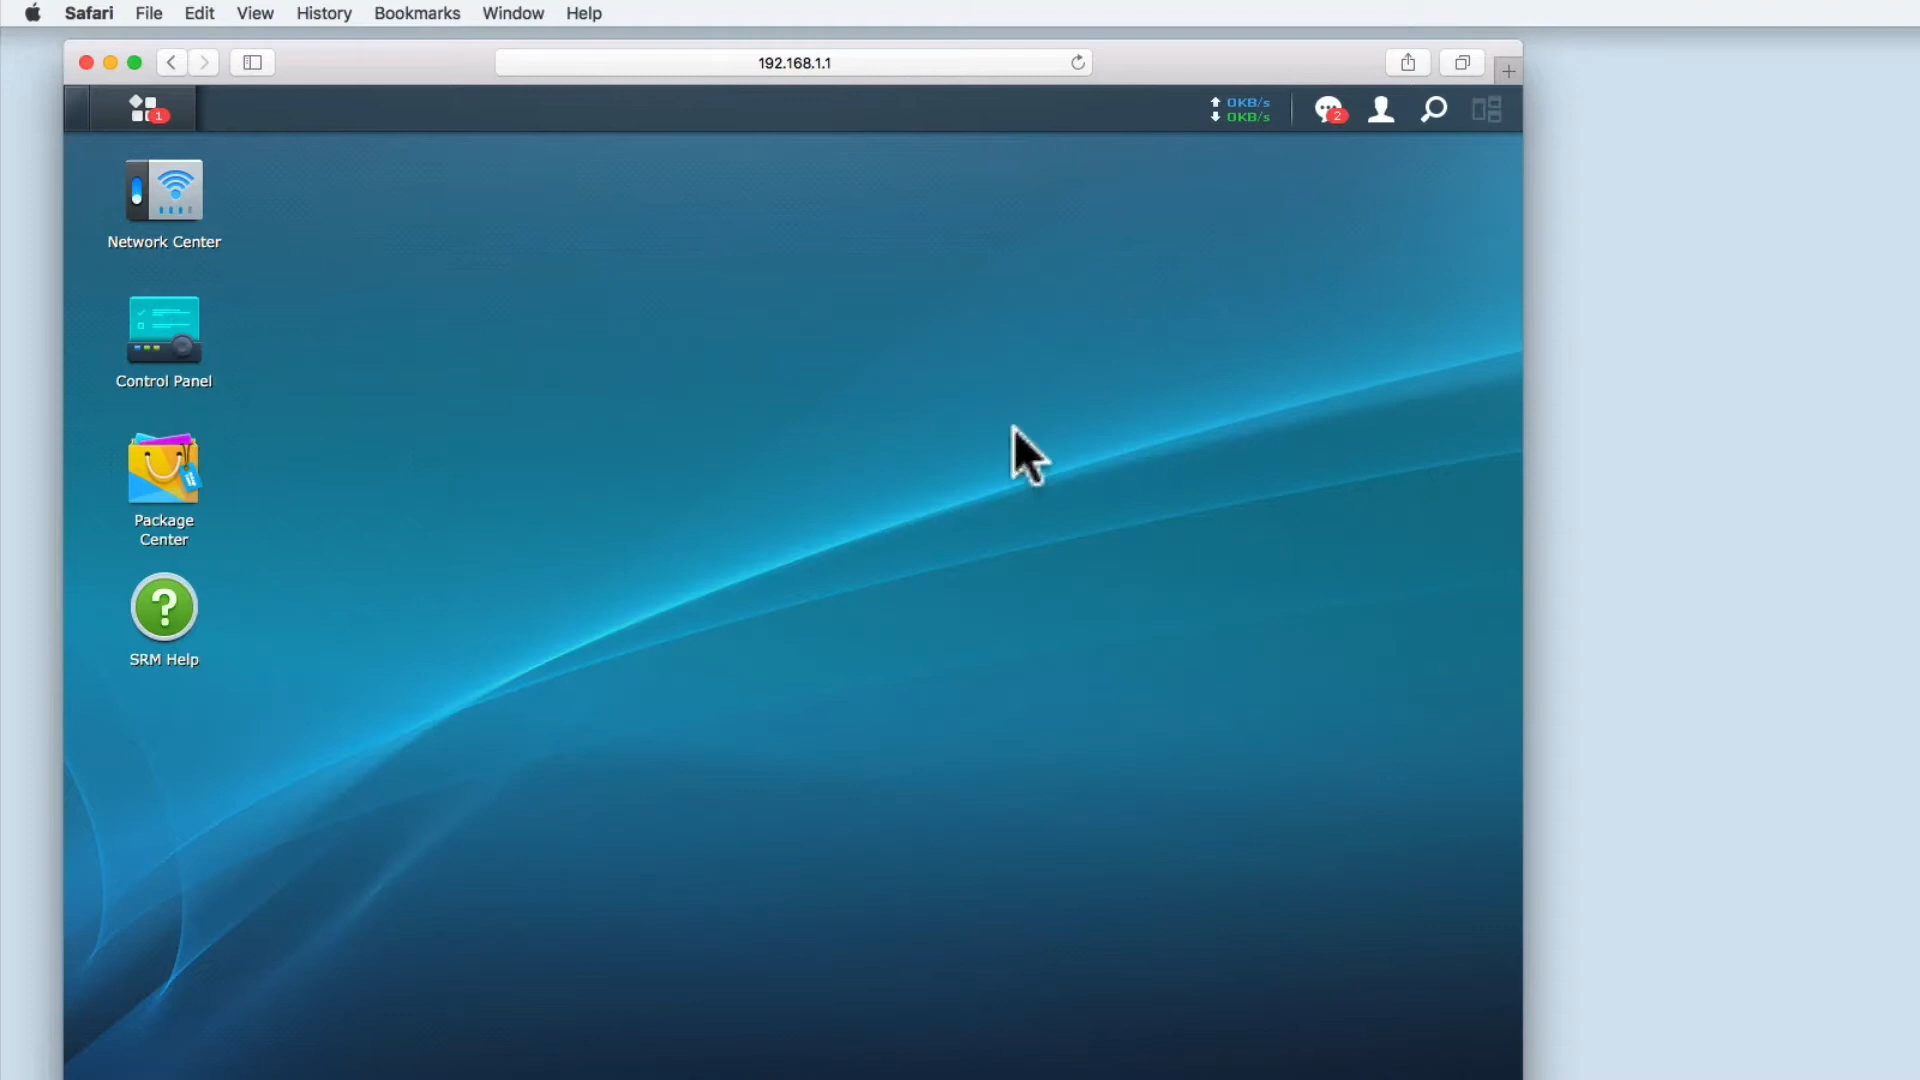 Safari File Edit View History Bookmarks Window Help
192.168.1.1
1
0KB/s
0KB/s
2
Network Center
Control Panel
Package
Center
SRM Help